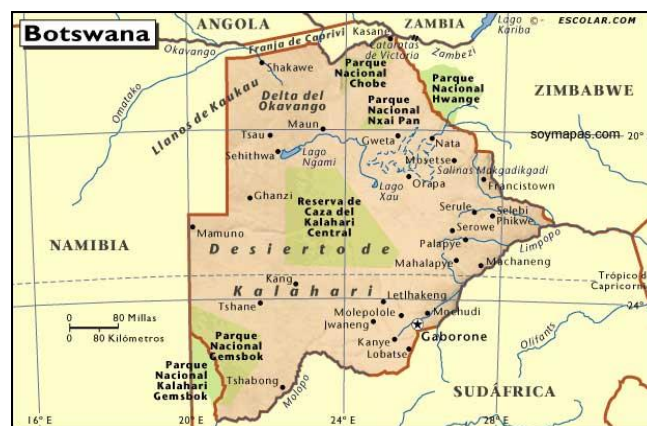 Botswana
ANGOLA
ZAMBIA
© - ESCOLAR.COM
Lago
Kariba
Kasane
Cataratas
de Victoria
Zambezi
Okavango
Franja de Caprivi
Shakawe
Parque
Nacional
Chobe
Parque
Nacional
Hwange
ZIMBABWE
Omatako
Llanos de Kaukau
Delta del
Okavango
Parque
Nacional
Nxai Pan
soymapas.com
20°
Maun
Tsau
Gweta
Nata
Sehithwa
Lago
Ngami
Mosetse
Salinas Makgadikgadi
Orapa
Francistown
Lago
Xau
Ghanzi
Reserva de
Caza del
Kalahari
Central
Serule
Selebi
Phikwe
NAMIBIA
Mamuno
Serowe
Palapye
Limpopo
Desierto de
Mahalapye
Machaneng
Kang
Trópico de
Capricornio
Kalahari
Tshane
Letlhakeng
24°
0 80 Millas
0 80 Kilómetros
Molepolole
Mochudi
Jwaneng
Gaborone
Parque
Nacional
Gemsbok
Kanye
Lobatse
Olifants
Parque
Nacional
Kalahari
Gemsbok
Tshabong
Molopo
SUDÁFRICA
16° E
20° E
24° E
28° E